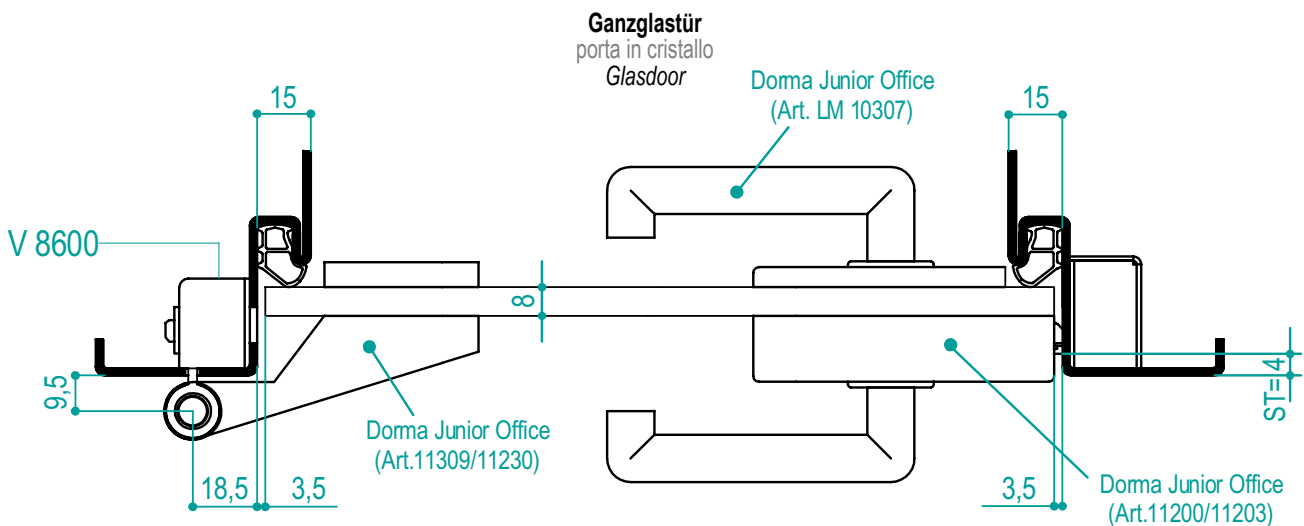 Ganzglastür
porta in cristallo
Glasdoor
Dorma Junior Office
(Art. LM 10307)
15
15
V 8600
8
9,5
ST= 4
Dorma Junior Office
(Art.11309/11230)
18,5
3,5
3,5
Dorma Junior Office
(Art.11200/11203)